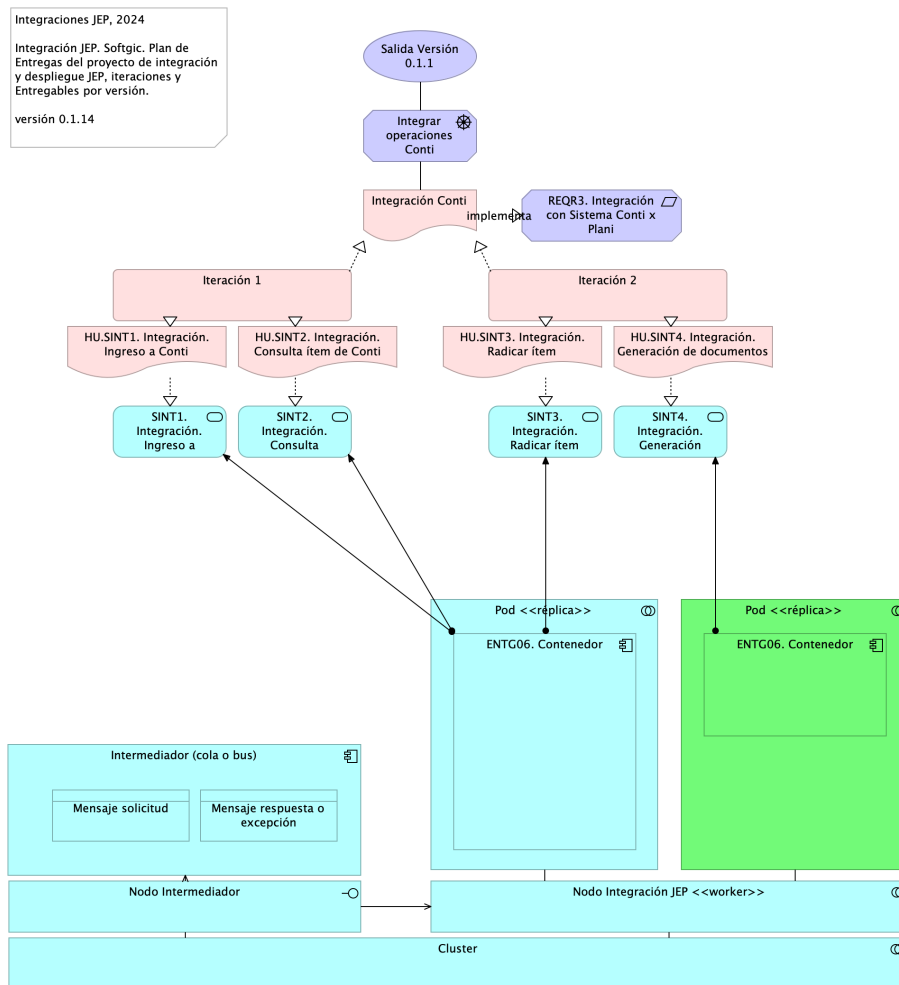 Integraciones JEP, 2024
Integración JEP. Softgic. Plan de
Entregas del proyecto de integración
y despliegue JEP, iteraciones y
Entregables por versión.
versión 0.1.14
Salida Versión
0.1.1
Integrar
operaciones
Conti
Integración Conti
implementa
REQR3. Integración
con Sistema Conti x
Plani
Iteración 1
Iteración 2
HU.SINT1. Integración.
Ingreso a Conti
HU.SINT2. Integración.
Consulta ítem de Conti
HU.SINT3. Integración.
Radicar ítem
HU.SINT4. Integración.
Generación de documentos
SINT1.
Integración.
Ingreso a
SINT2.
Integración.
Consulta
SINT3.
Integración.
Radicar ítem
SINT4.
Integración.
Generación
Pod <<réplica>>
ENTG06. Contenedor
Pod <<réplica>>
ENTG06. Contenedor
Intermediador (cola o bus)
Mensaje solicitud
Mensaje respuesta o
excepción
Nodo Intermediador
Nodo Integración JEP <<worker>>
Cluster